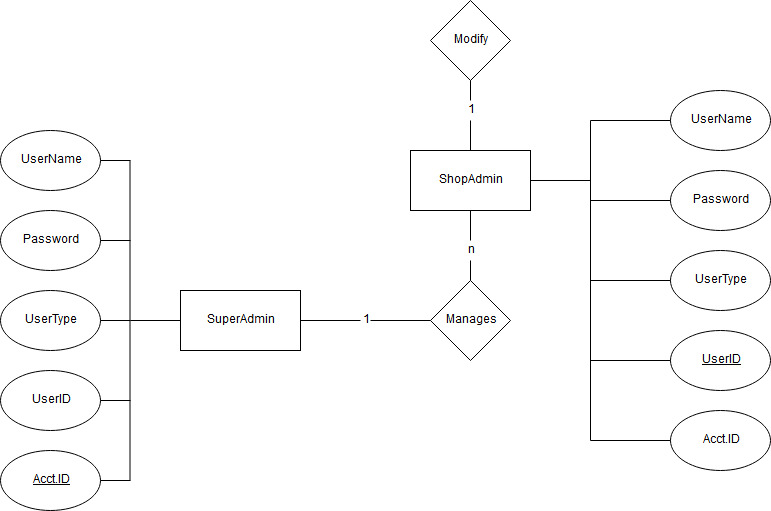 Modify
1
UserName
ShopAdmin
UserName
Password
Password
n
UserType
UserType
SuperAdmin
1
Manages
UserID
UserID
Acct.ID
Acct.ID